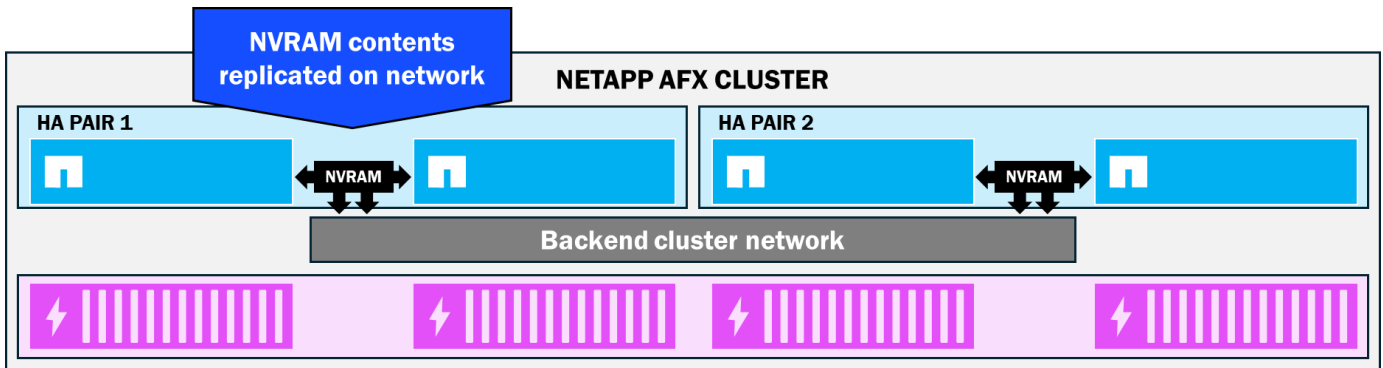 NVRAM contents
replicated on network
NETAPP AFX CLUSTER
HA PAIR 1
HA PAIR 2
NVRAM
NVRAM
Backend cluster network